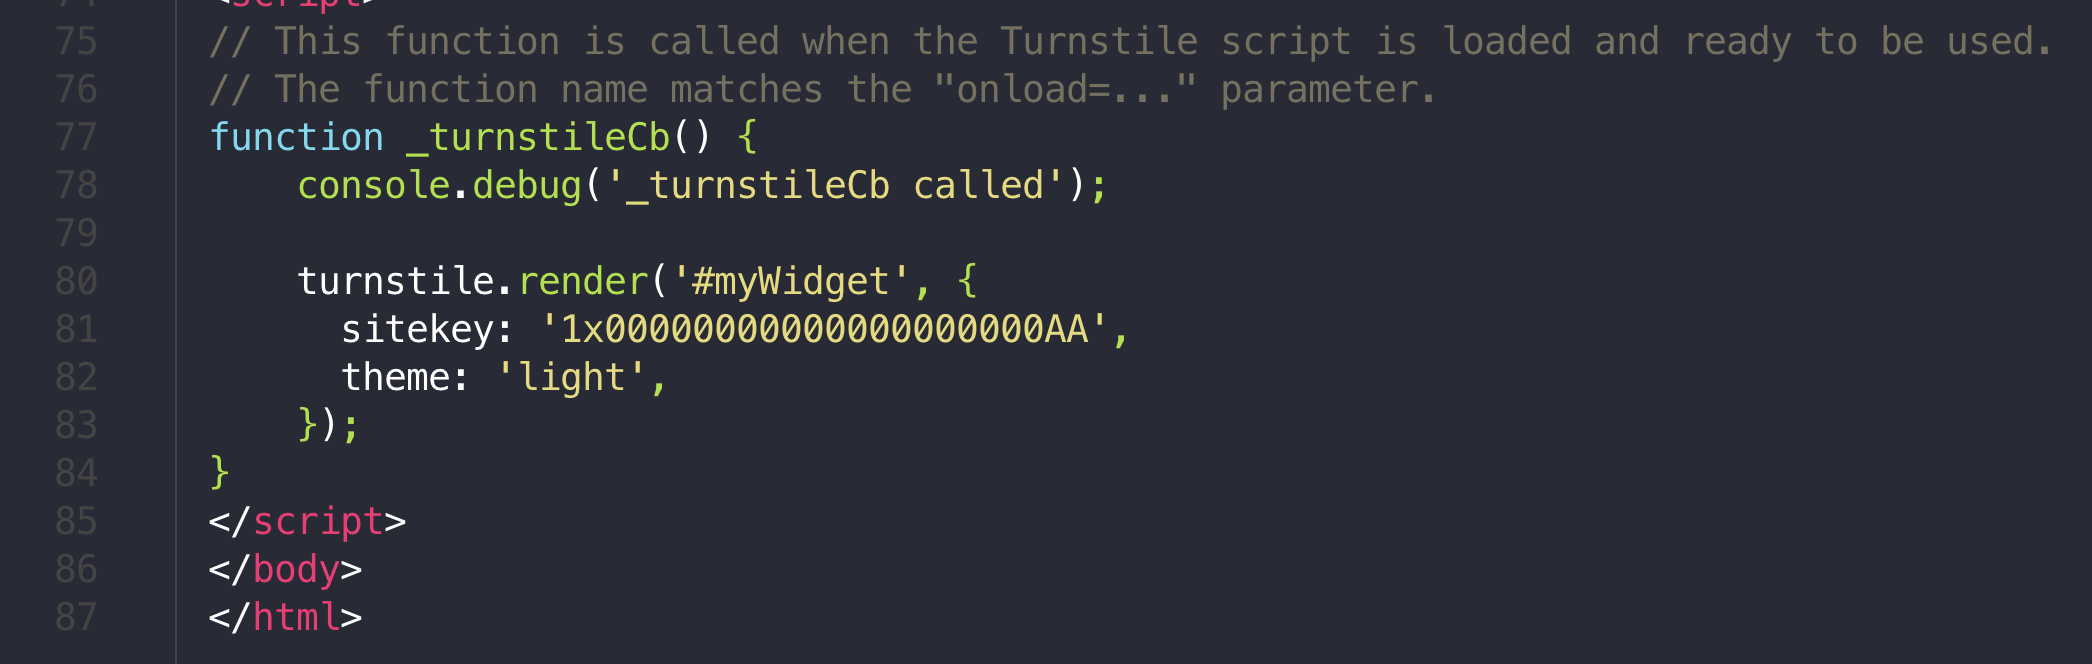 74 <script>
75 // This function is called when the Turnstile script is loaded and ready to be used.
76 // The function name matches the "onload=..." parameter.
77 function _turnstileCb() {
78     console.debug('_turnstileCb called');
79
80     turnstile.render('#myWidget', {
81       sitekey: '1x00000000000000000000AA',
82       theme: 'light',
83     });
84 }
85 </script>
86 </body>
87 </html>